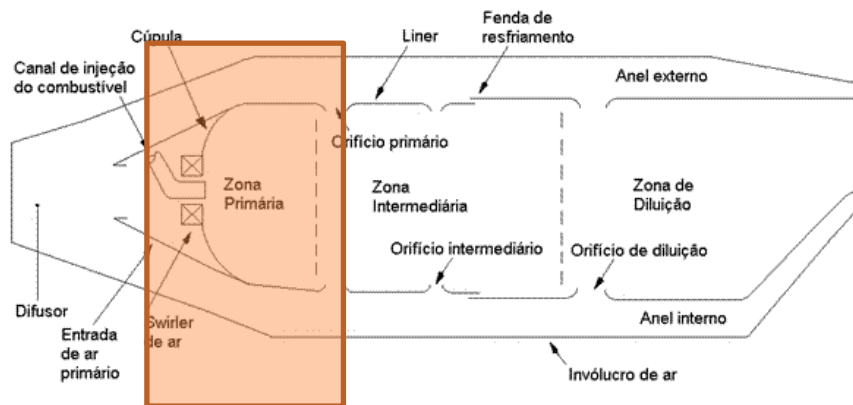 Cúpula
Canal de injeção
do combustível
Liner
Fenda de
resfriamento
Anel externo
Orifício primário
Zona
Primária
Zona
Intermediária
Zona de
Diluição
Orifício intermediário
Orifício de diluição
Difusor
Entrada
de ar
primário
Swirler
de ar
Anel interno
Invólucro de ar